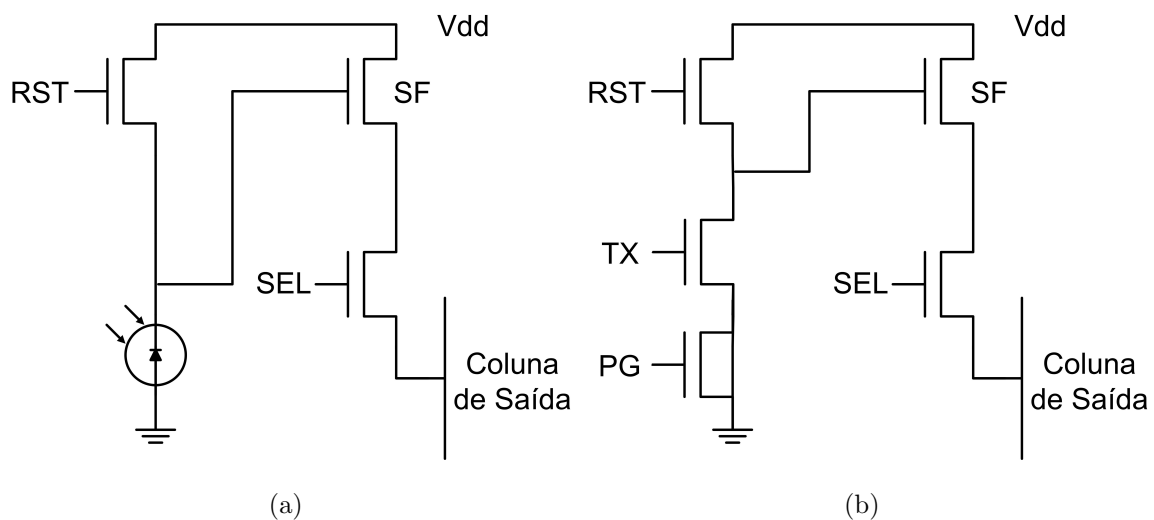 Vdd
RST
SF
SEL
Coluna
de Saída
(a)
Vdd
RST
SF
TX
SEL
PG
Coluna
de Saída
(b)